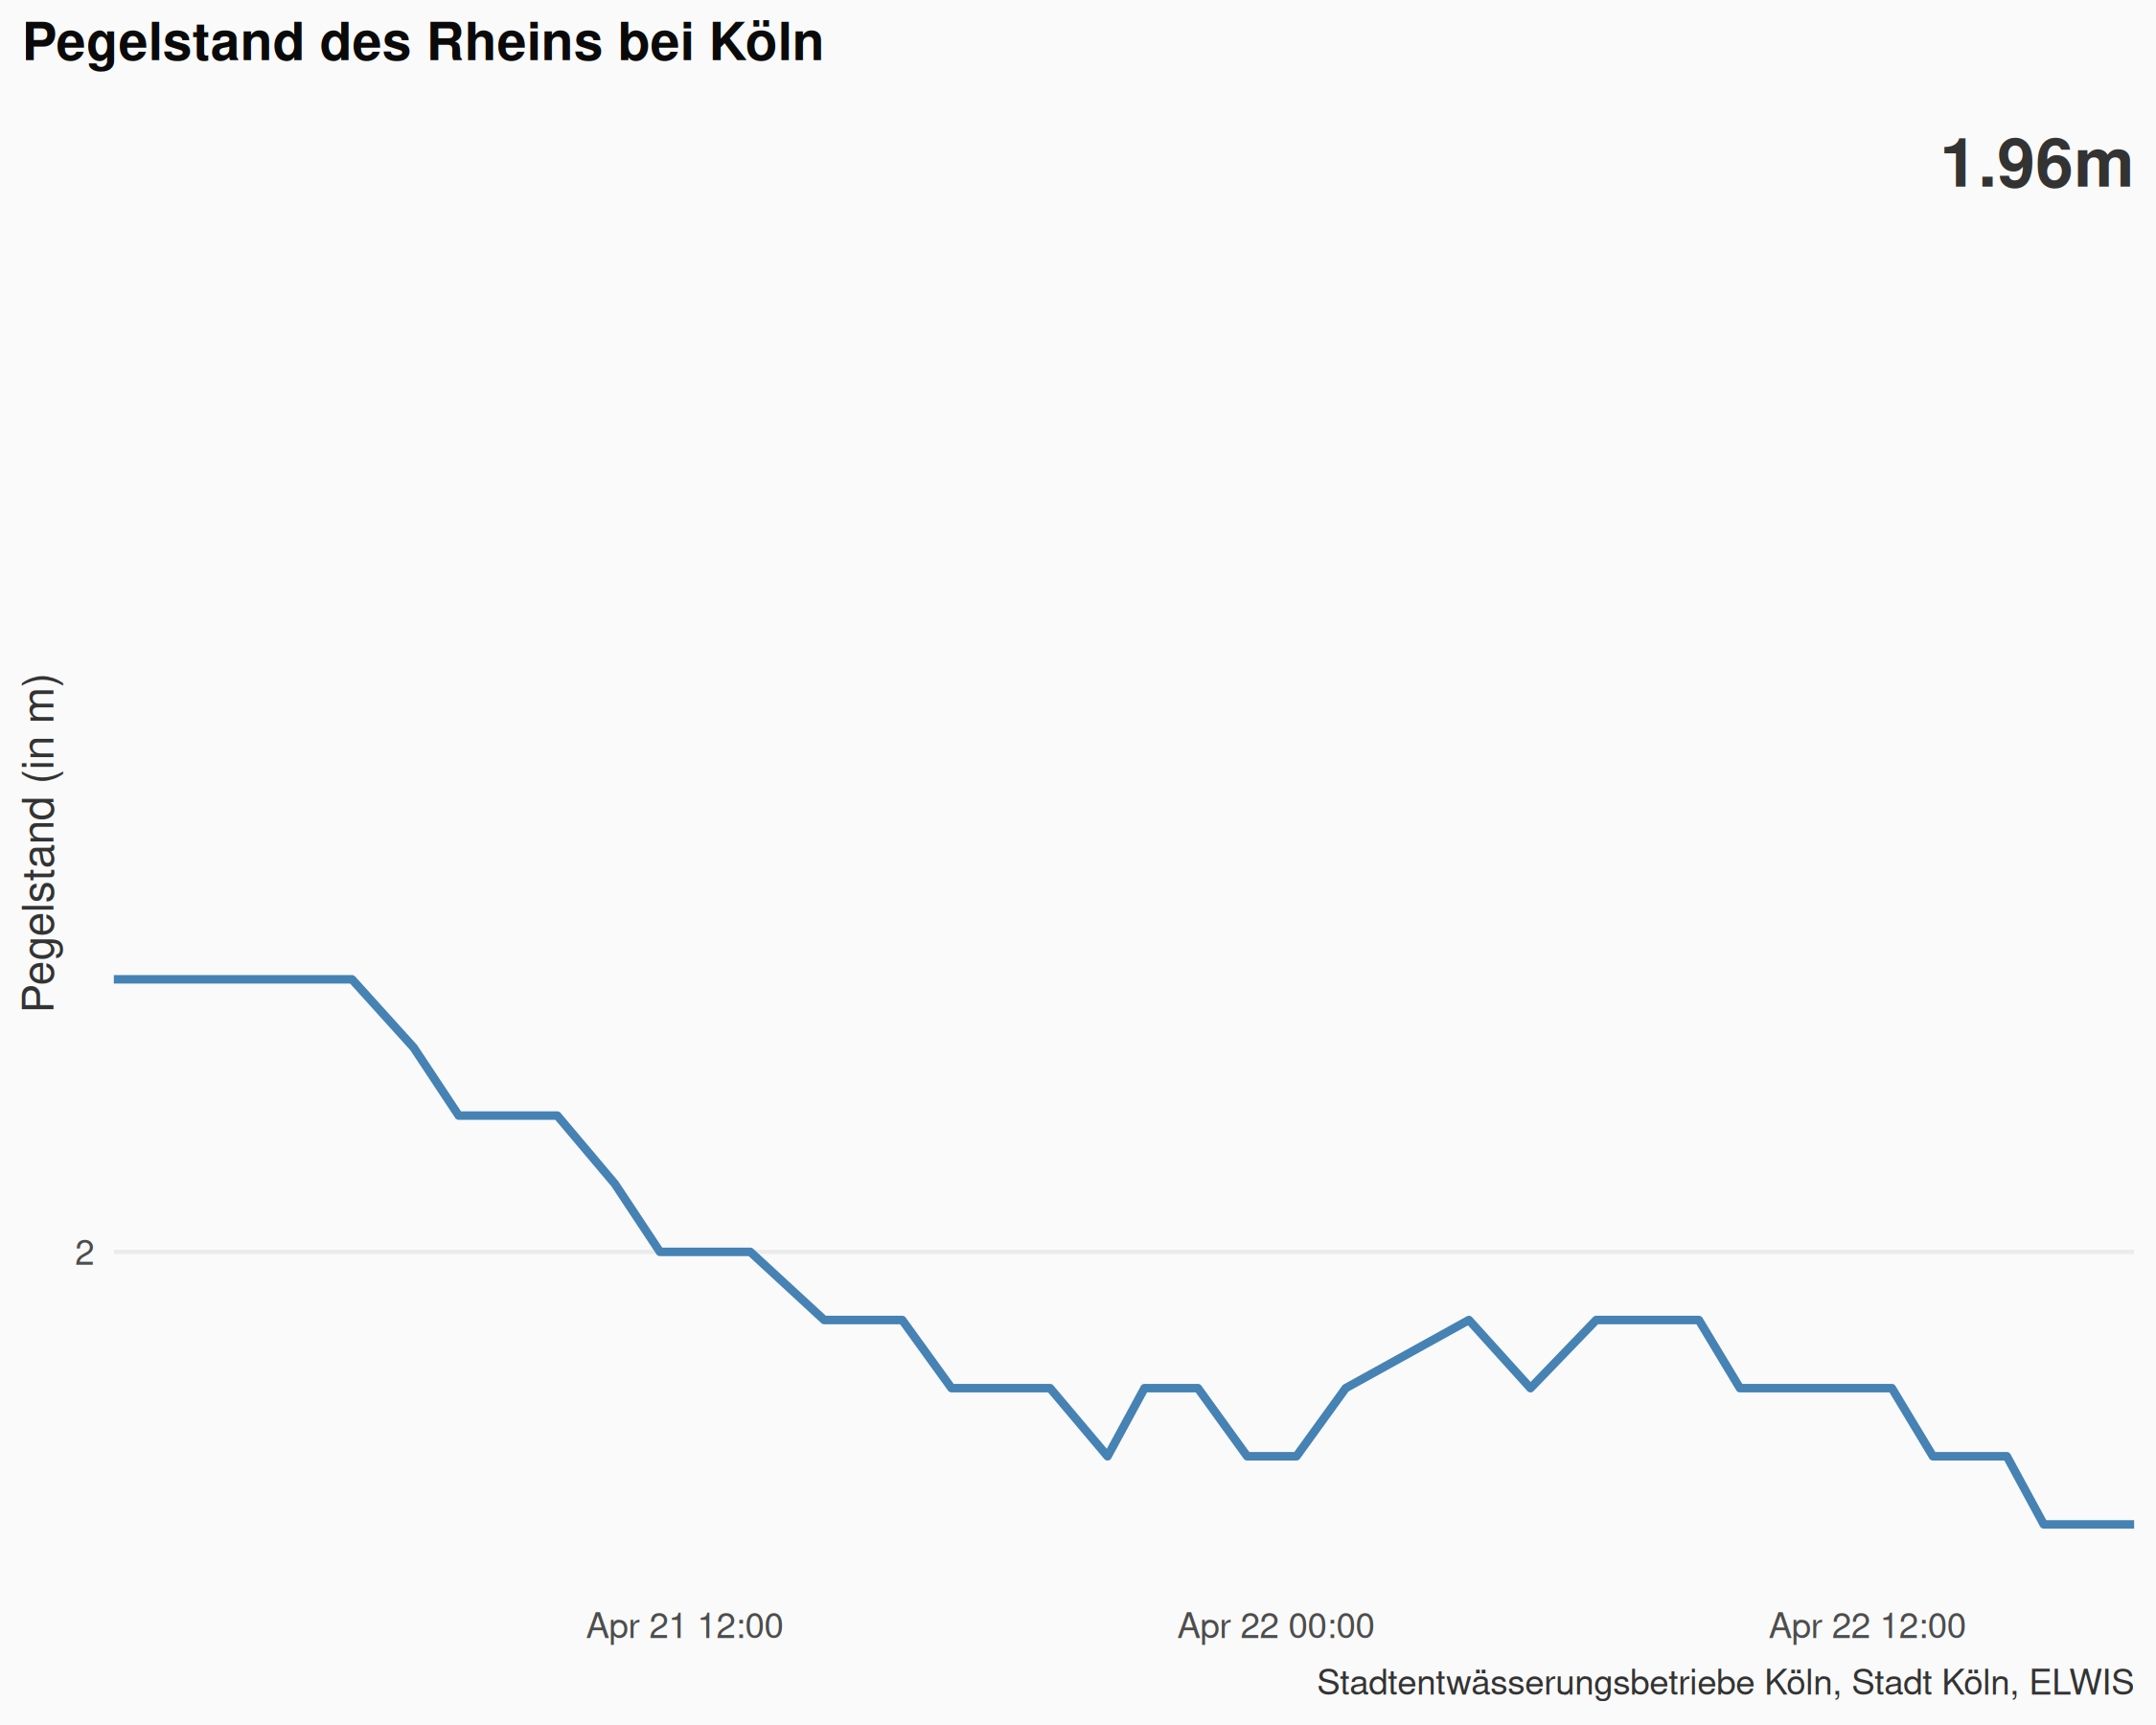 Pegelstand des Rheins bei Köln
1.96m
Pegelstand (in m)
2
Apr 21 12:00
Apr 22 00:00
Apr 22 12:00
Stadtentwässerungsbetriebe Köln, Stadt Köln, ELWIS